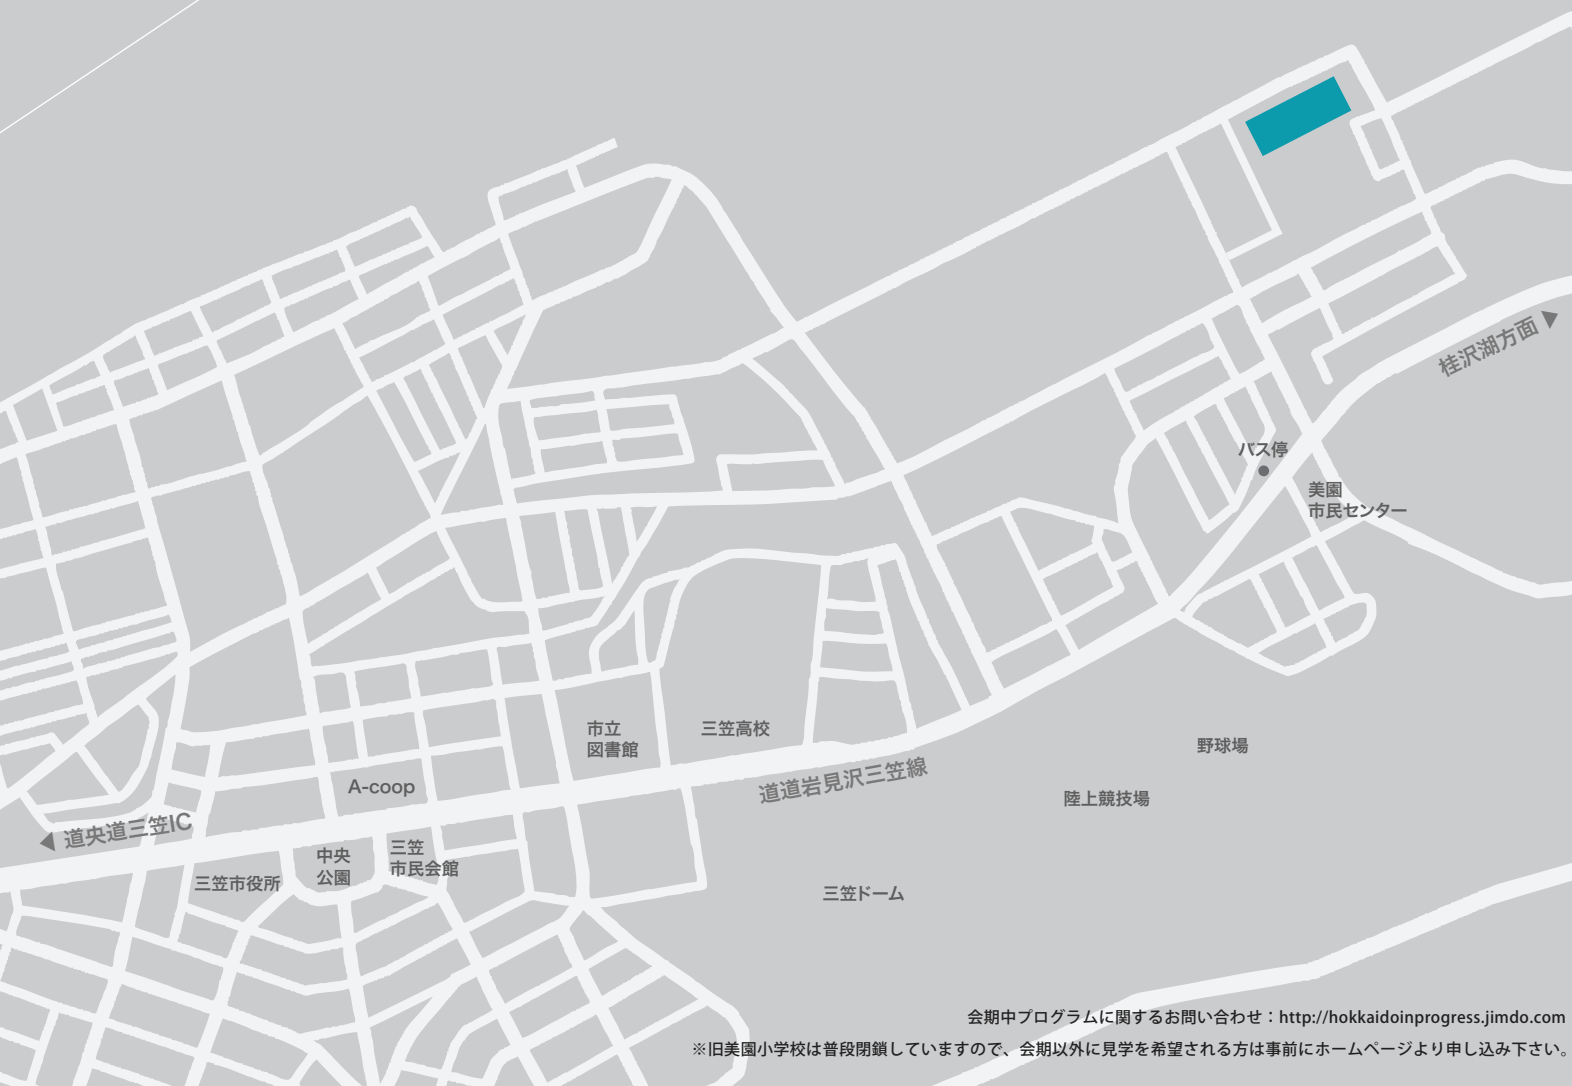 桂沢湖方面
バス停
美園
市民センター
市立
図書館
三笠高校
野球場
道道岩見沢三笠線
A-coop
陸上競技場
道央道三笠IC
三笠
市民会館
中央
公園
三笠市役所
三笠ドーム
会期中プログラムに関するお問い合わせ：http://hokkaidoinprogress.jimdo.com
※旧美園小学校は普段閉鎖していますので、会期以外に見学を希望される方は事前にホームページより申し込み下さい。